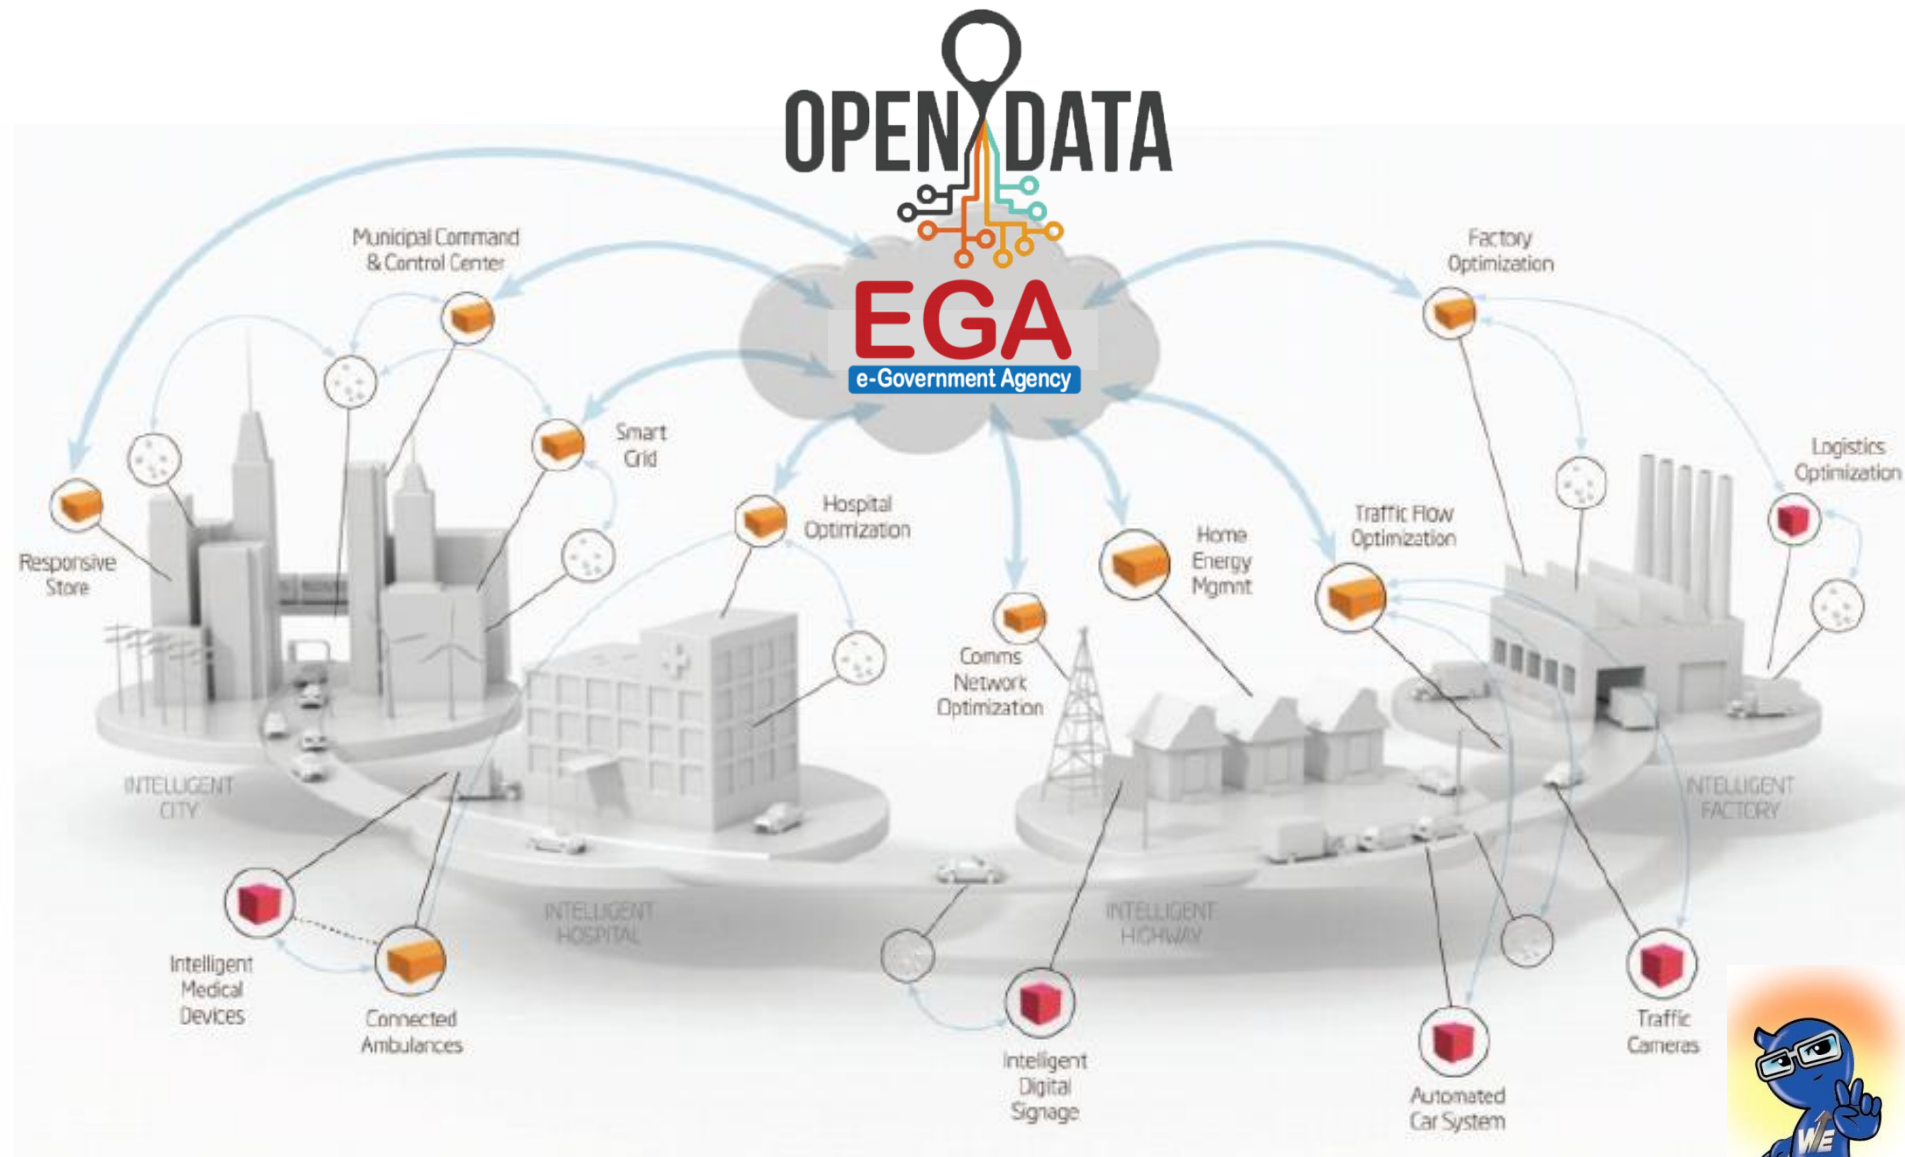 OPEN DATA
EGA
e-Government Agency
Municipal Command
& Control Center
Factory
Optimization
Smart
Grid
Logistics
Optimization
Responsive
Store
Hospital
Optimization
Home
Energy
Mgmnt
Traffic Flow
Optimization
Comms
Network
Optimization
INTELLIGENT
CITY
INTELLIGENT
FACTORY
INTELLIGENT
HOSPITAL
INTELLIGENT
HIGHWAY
Intelligent
Medical
Devices
Connected
Ambulances
Intelligent
Digital
Signage
Automated
Car System
Traffic
Cameras
WE